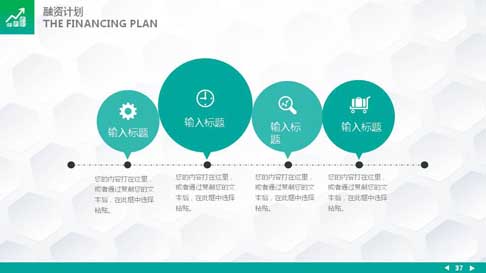 融资计划
THE FINANCING PLAN
输入标题
输入标题
输入标
题
输入标题
您的内容打在这里，
或者通过复制您的文
本后，在此框中选择
粘贴。
您的内容打在这里，
或者通过复制您的文
本后，在此框中选择
粘贴。
您的内容打在这里，
或者通过复制您的文
本后，在此框中选择
粘贴。
您的内容打在这里，
或者通过复制您的文
本后，在此框中选择
粘贴。
37